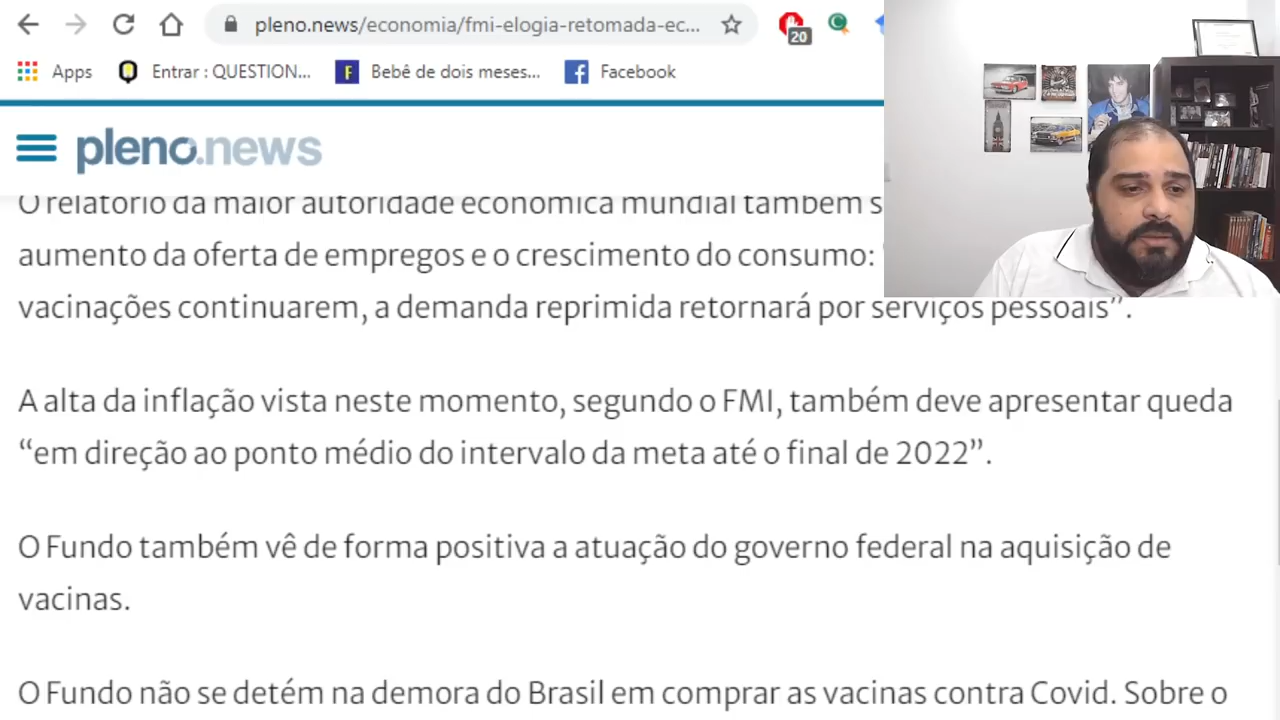 pleno.news/economia/fmi-elogia-retomada-ec...
20
Apps
Entrar : QUESTION...
F
Bebê de dois meses...
Facebook
pleno.news
O relatório da maior autoridade econômica mundial também s
aumento da oferta de empregos e o crescimento do consumo: "
vacinações continuarem, a demanda reprimida retornará por serviços pessoais”.
A alta da inflação vista neste momento, segundo o FMI, também deve apresentar queda
“em direção ao ponto médio do intervalo da meta até o final de 2022”.
O Fundo também vê de forma positiva a atuação do governo federal na aquisição de
vacinas.
O Fundo não se detém na demora do Brasil em comprar as vacinas contra Covid. Sobre o